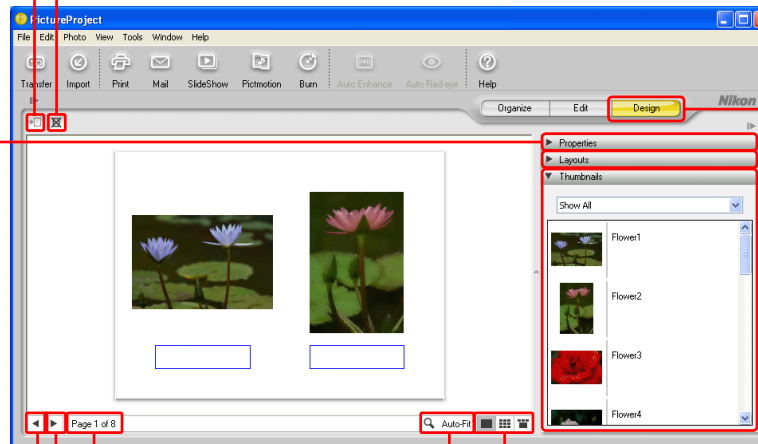 PictureProject
File Edit Photo View Tools Window Help
Transfer Import Print Mail SlideShow Pictmotion Burn Auto Enhance Auto Red-eye Help
Organize Edit Design Nikon
Properties
Layouts
Thumbnails
Show All
Flower1
Flower2
Flower3
Flower4
Page 1 of 8 Auto-Fit